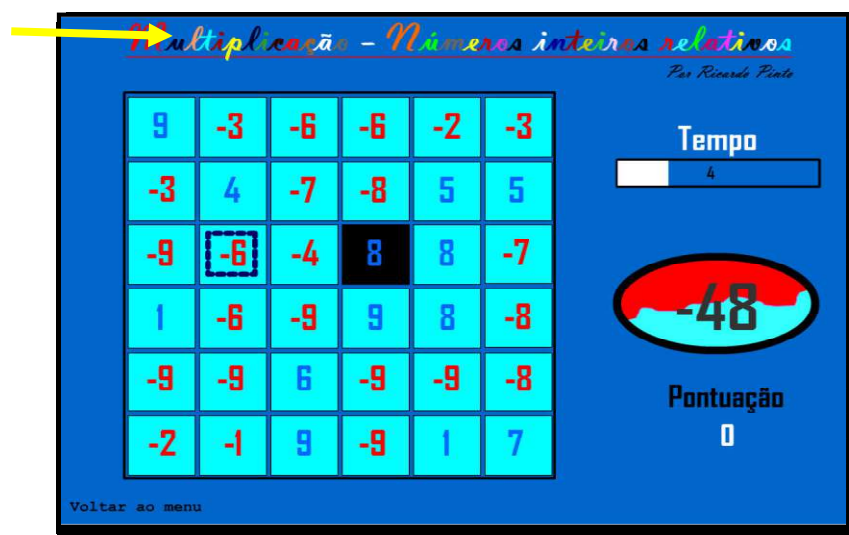 Multiplicação - Números inteiros relativos
Por Ricardo Pinto
9 -3 -6 -6 -2 -3
-3 4 -7 -8 5 5
-9 -6 -4 8 8 -7
1 -6 -9 9 8 -8
-9 -9 6 -9 -9 -8
-2 -1 9 -9 1 7
Tempo
4
-48
Pontuação
0
Voltar ao menu